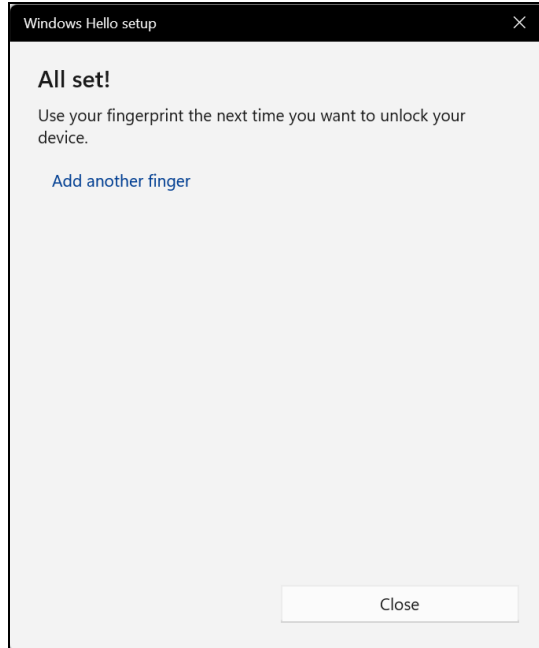 Windows Hello setup
All set!
Use your fingerprint the next time you want to unlock your
device.
Add another finger
Close